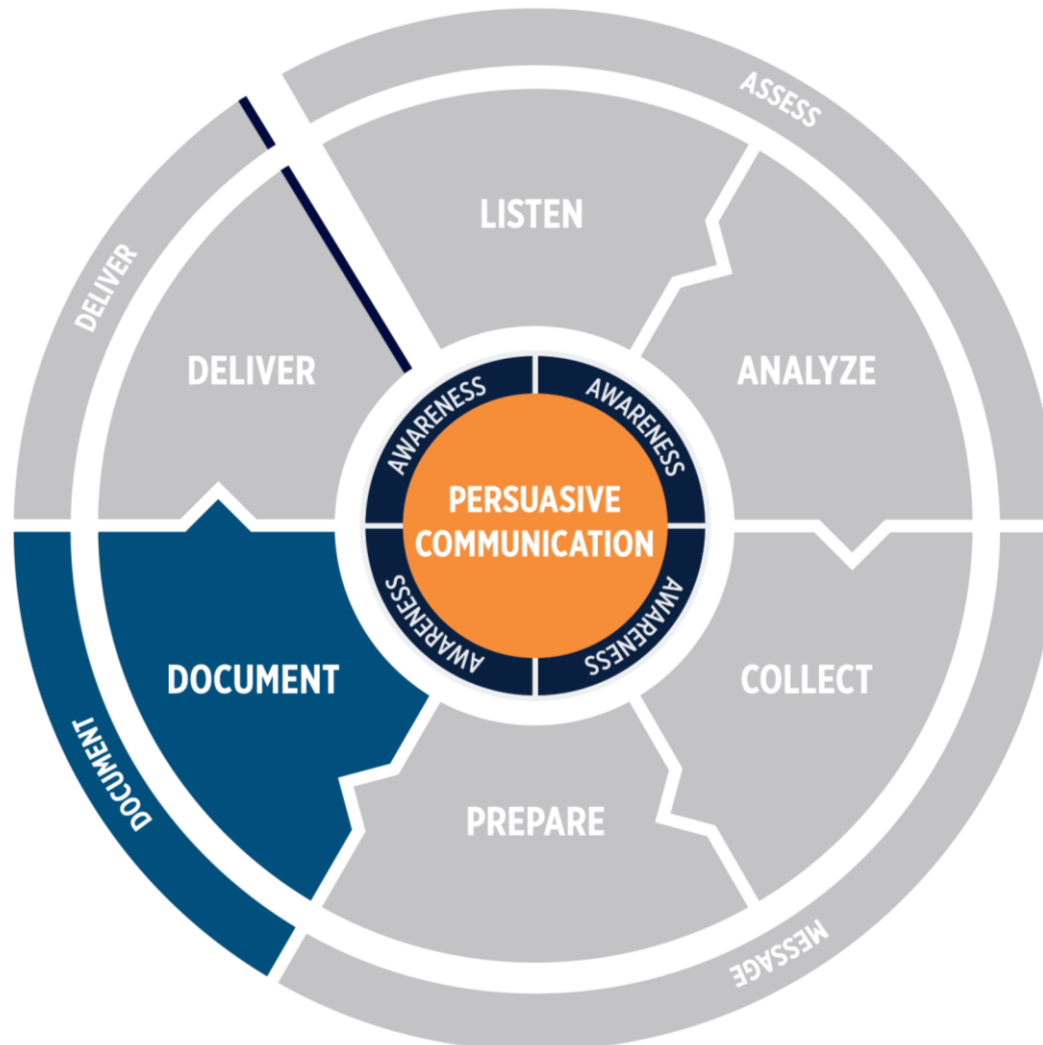 ASSESS
LISTEN
ANALYZE
DELIVER
DELIVER
AWARENESS
AWARENESS
PERSUASIVE
COMMUNICATION
AWARENESS
AWARENESS
DOCUMENT
COLLECT
DOCUMENT
PREPARE
MESSAGE